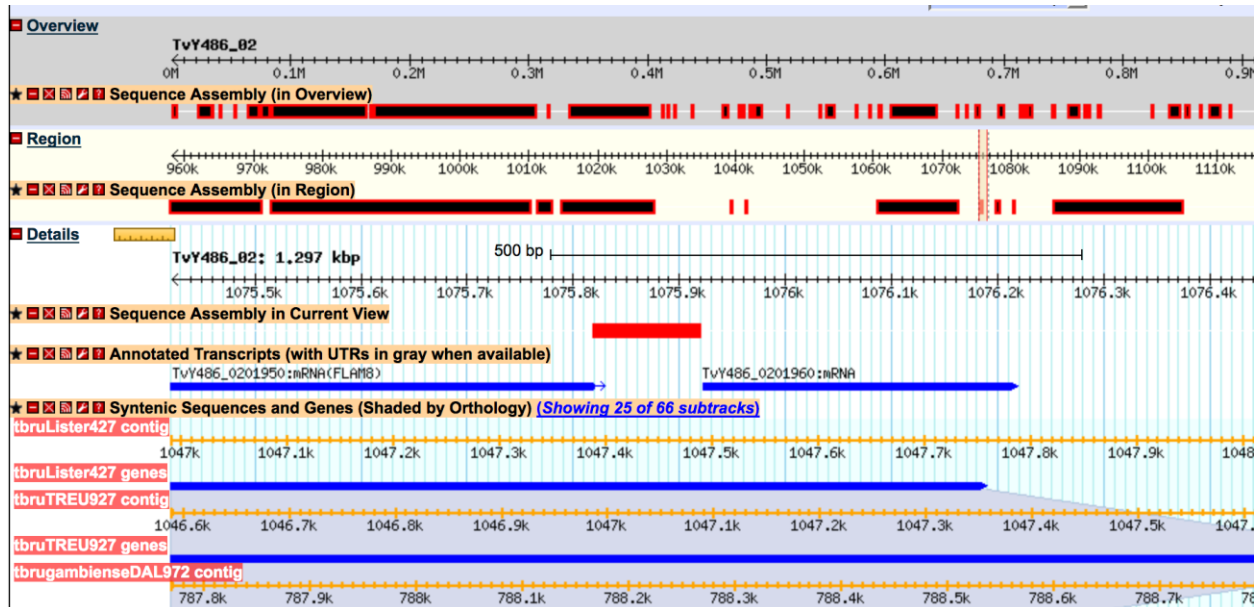 Overview
TvY486_02
0M 0.1M 0.2M 0.3M 0.4M 0.5M 0.6M 0.7M 0.8M 0.9M
Sequence Assembly (in Overview)
Region
960k 970k 980k 990k 1000k 1010k 1020k 1030k 1040k 1050k 1060k 1070k 1080k 1090k 1100k 1110k
Sequence Assembly (in Region)
Details
TvY486_02: 1.297 kbp
500 bp
1075.5k 1075.6k 1075.7k 1075.8k 1075.9k 1076k 1076.1k 1076.2k 1076.3k 1076.4k
Sequence Assembly in Current View
Annotated Transcripts (with UTRs in gray when available)
TvY486_0201950:mRNA(FLAM8) TvY486_0201960:mRNA
Syntenic Sequences and Genes (Shaded by Orthology) (Showing 25 of 66 subtracks)
tbruLister427 contig
1047k 1047.1k 1047.2k 1047.3k 1047.4k 1047.5k 1047.6k 1047.7k 1047.8k 1047.9k 1048
tbruLister427 genes
tbruTREU927 contig
1046.6k 1046.7k 1046.8k 1046.9k 1047k 1047.1k 1047.2k 1047.3k 1047.4k 1047.5k 1047.
tbruTREU927 genes
tbrugambienseDAL972 contig
787.8k 787.9k 788k 788.1k 788.2k 788.3k 788.4k 788.5k 788.6k 788.7k